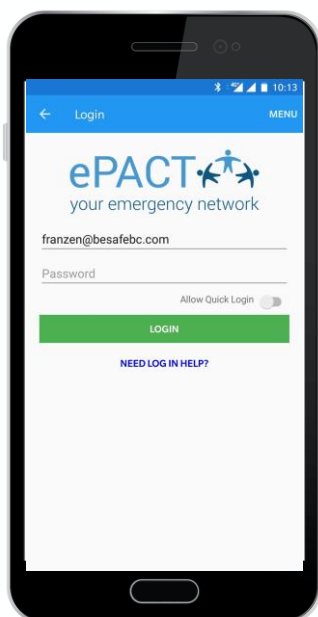 10:13
Login
MENU
ePACT
your emergency network
franzen@besafebc.com
Password
Allow Quick Login
LOGIN
NEED LOG IN HELP?